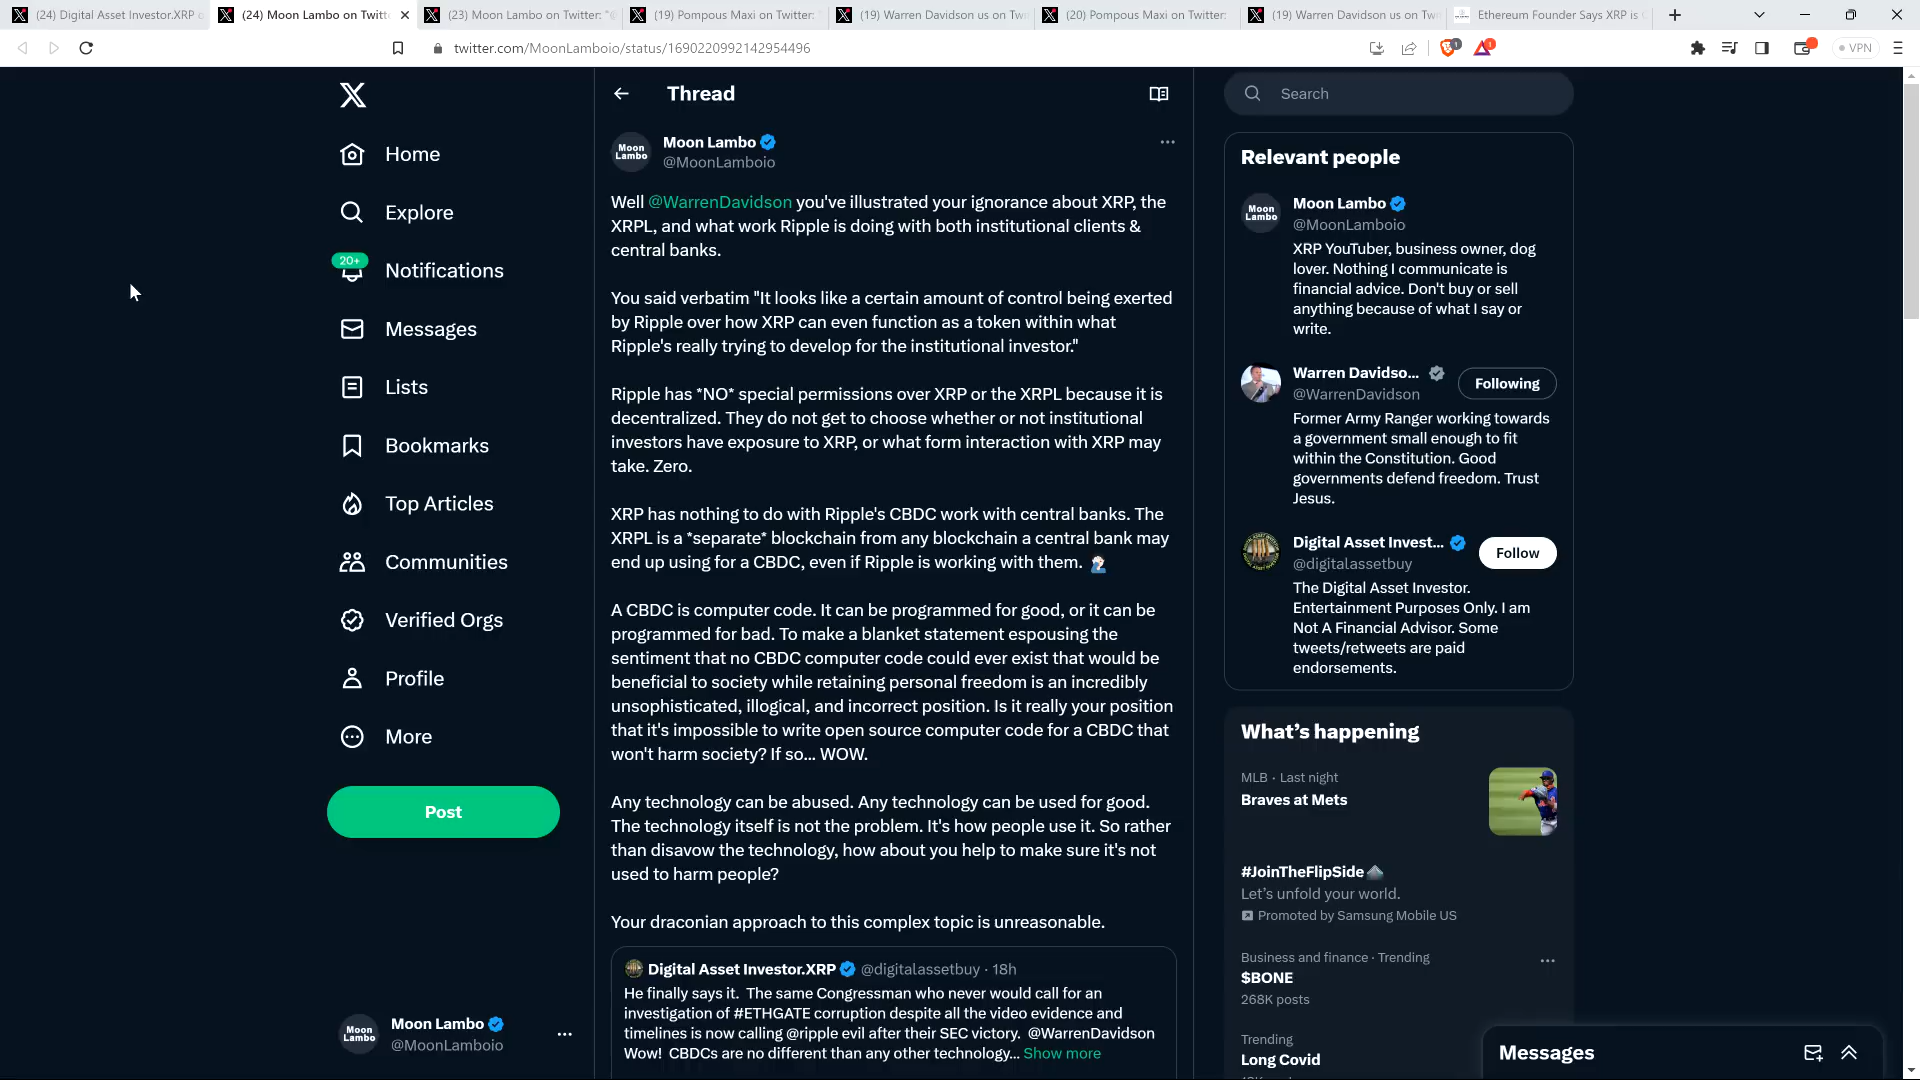 (24) Digital Asset Investor.XRP
(24) Moon Lambo on Twitt
(23) Moon Lambo on Twitter: "@
(19) Pompous Maxi on Twitter: "
(19) Warren Davidson us on Tw
(20) Pompous Maxi on Twitter:
(19) Warren Davidson us on Tw
Ethereum Founder Says XRP is
twitter.com/MoonLamboio/status/1690220992142954496
VPN
Home
Explore
20+
Notifications
Messages
Lists
Bookmarks
Top Articles
Communities
Verified Orgs
Profile
More
Post
Moon Lambo
Moon Lambo
@MoonLamboio
Thread
Moon Lambo
Moon Lambo
@MoonLamboio
Well @WarrenDavidson you've illustrated your ignorance about XRP, the
XRPL, and what work Ripple is doing with both institutional clients &
central banks.
You said verbatim "It looks like a certain amount of control being exerted
by Ripple over how XRP can even function as a token within what
Ripple's really trying to develop for the institutional investor."
Ripple has *NO* special permissions over XRP or the XRPL because it is
decentralized. They do not get to choose whether or not institutional
investors have exposure to XRP, or what form interaction with XRP may
take. Zero.
XRP has nothing to do with Ripple's CBDC work with central banks. The
XRPL is a *separate* blockchain from any blockchain a central bank may
end up using for a CBDC, even if Ripple is working with them. 🤦🏻‍♂️
A CBDC is computer code. It can be programmed for good, or it can be
programmed for bad. To make a blanket statement espousing the
sentiment that no CBDC computer code could ever exist that would be
beneficial to society while retaining personal freedom is an incredibly
unsophisticated, illogical, and incorrect position. Is it really your position
that it's impossible to write open source computer code for a CBDC that
won't harm society? If so... WOW.
Any technology can be abused. Any technology can be used for good.
The technology itself is not the problem. It's how people use it. So rather
than disavow the technology, how about you help to make sure it's not
used to harm people?
Your draconian approach to this complex topic is unreasonable.
Digital Asset Investor.XRP @digitalassetbuy · 18h
He finally says it. The same Congressman who never would call for an
investigation of #ETHGATE corruption despite all the video evidence and
timelines is now calling @ripple evil after their SEC victory. @WarrenDavidson
Wow! CBDCs are no different than any other technology... Show more
Search
Relevant people
Moon Lambo
Moon Lambo
@MoonLamboio
XRP YouTuber, business owner, dog
lover. Nothing I communicate is
financial advice. Don't buy or sell
anything because of what I say or
write.
Warren Davidso...
@WarrenDavidson
Following
Former Army Ranger working towards
a government small enough to fit
within the Constitution. Good
governments defend freedom. Trust
Jesus.
Digital Asset Invest...
@digitalassetbuy
Follow
The Digital Asset Investor.
Entertainment Purposes Only. I am
Not A Financial Advisor. Some
tweets/retweets are paid
endorsements.
What's happening
MLB · Last night
Braves at Mets
#JoinTheFlipSide
Let's unfold your world.
Promoted by Samsung Mobile US
Business and finance · Trending
$BONE
268K posts
Trending
Long Covid
Messages